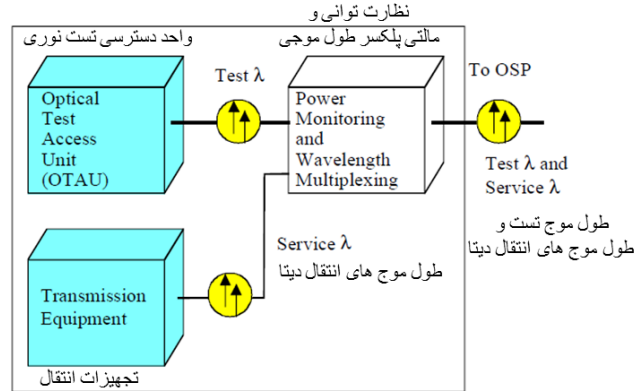 نظارت توانی و
مالتی پلکسر طول موجی
واحد دسترسی تست نوری
Test λ
To OSP
Optical
Test
Access
Unit
(OTAU)
Power
Monitoring
and
Wavelength
Multiplexing
Test λ and
Service λ
طول موج تست و
طول موج های انتقال دیتا
Service λ
طول موج های انتقال دیتا
Transmission
Equipment
تجهیزات انتقال